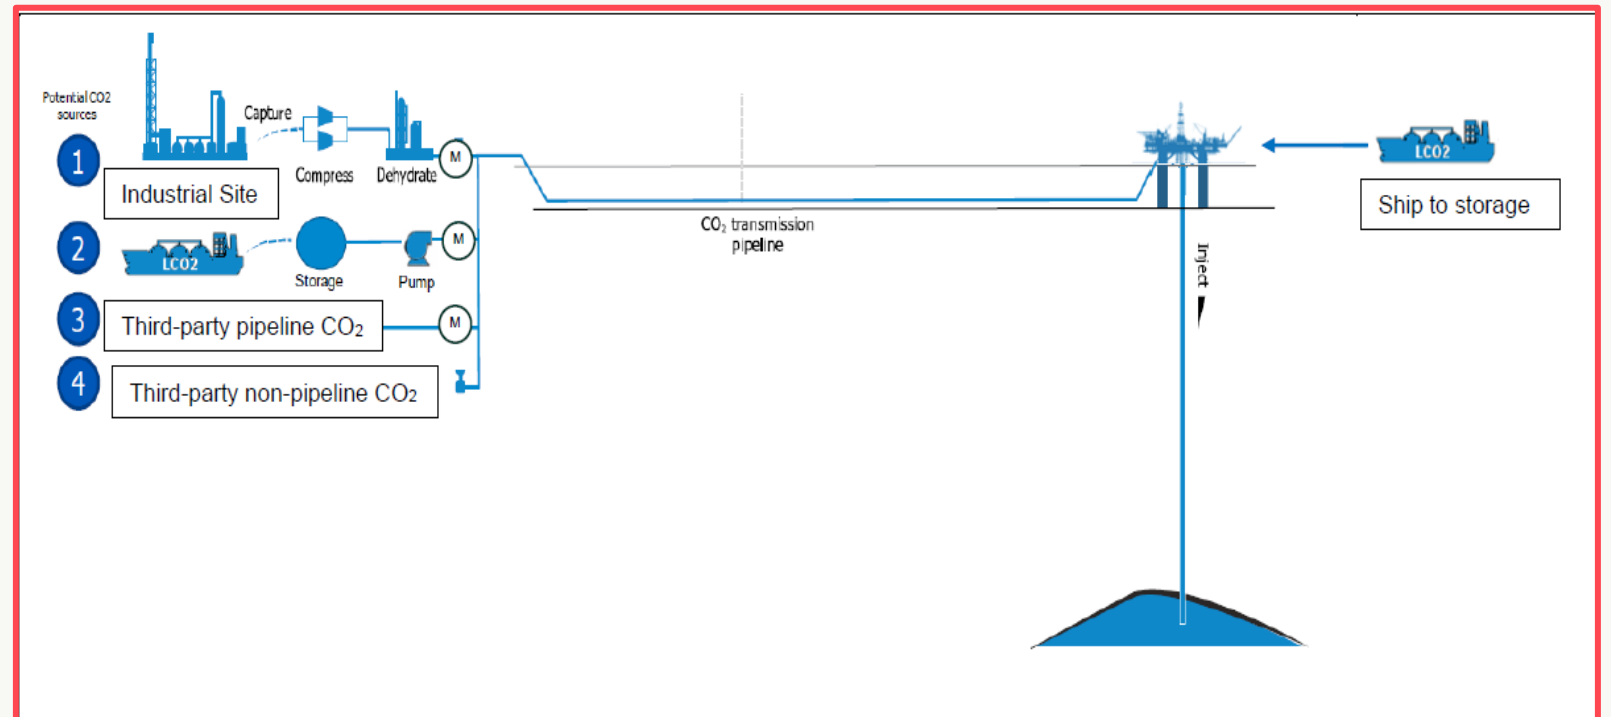 Potential CO2
sources
Capture
1
M
Compress
Dehydrate
Industrial Site
LCO2
Ship to storage
CO₂ transmission
pipeline
2
LCO2
M
Storage
Pump
Inject
3
Third-party pipeline CO₂
M
4
Third-party non-pipeline CO₂